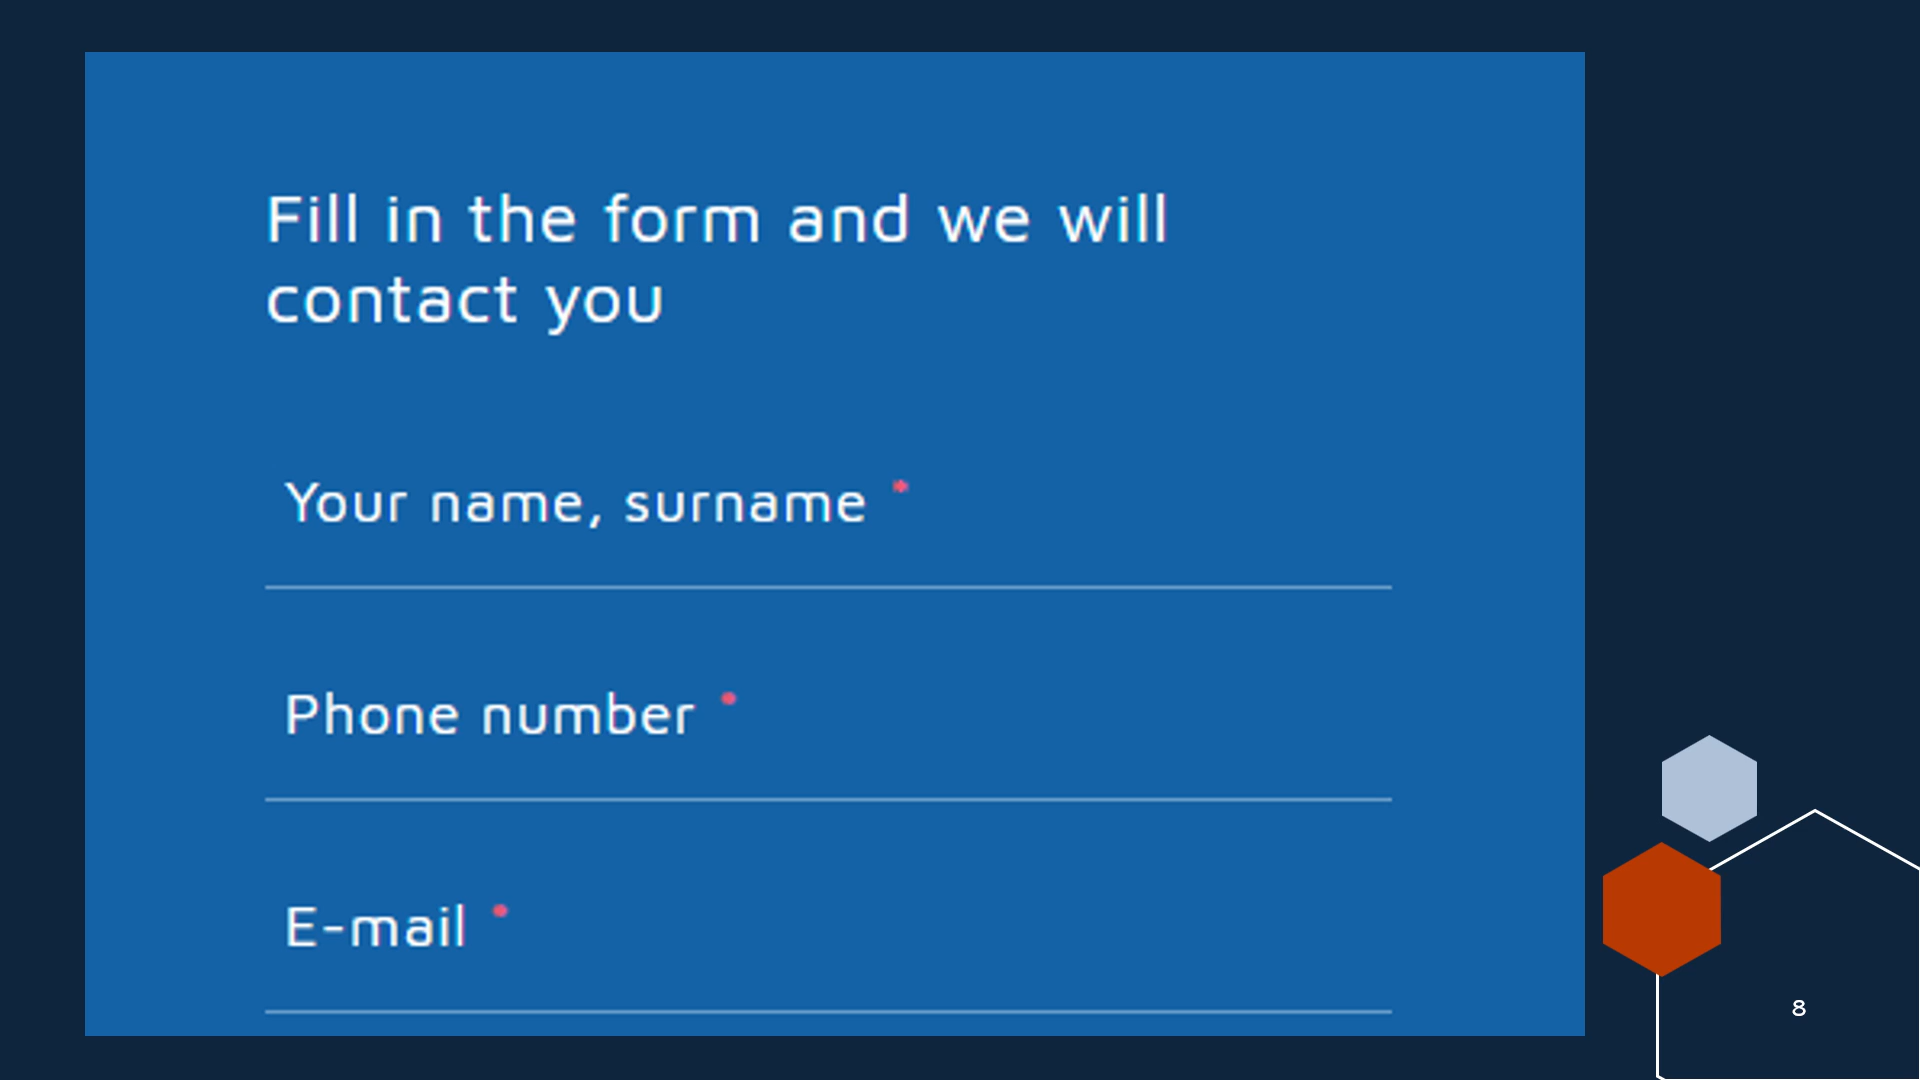 Fill in the form and we will
contact you
Your name, surname *
Phone number *
E-mail *
8